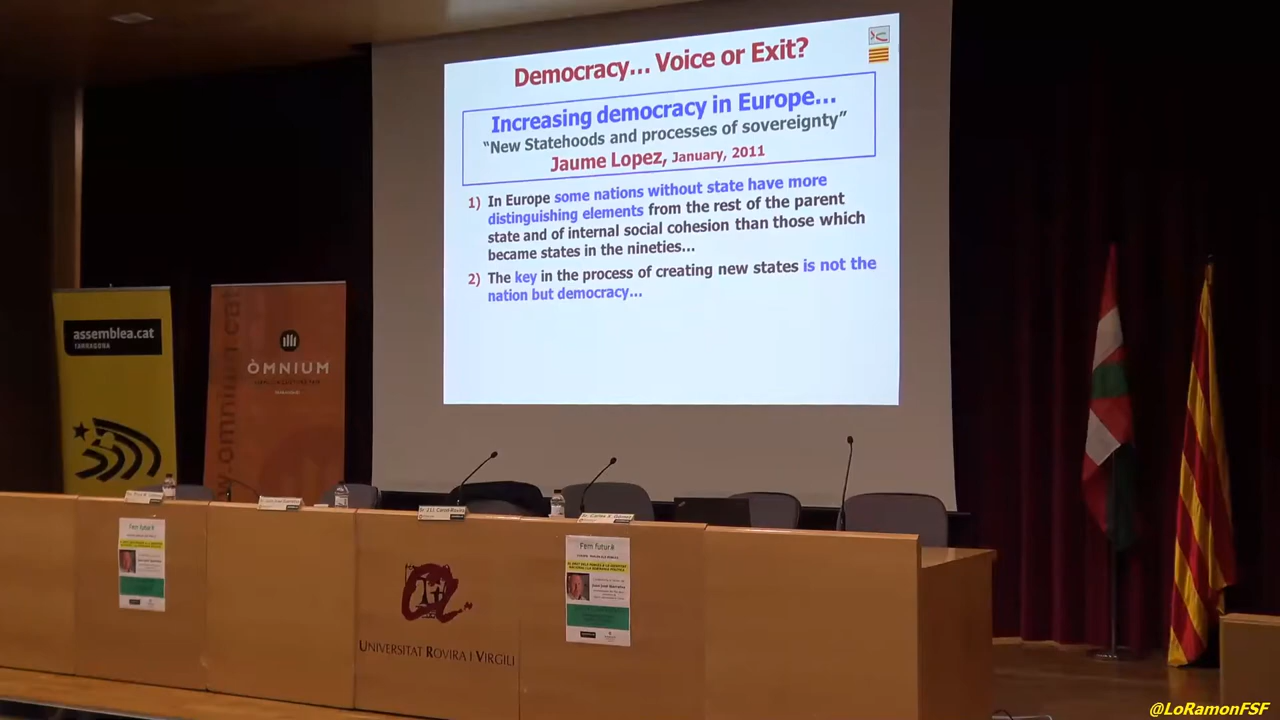 Democracy... Voice or Exit?
Increasing democracy in Europe...
“New Statehoods and processes of sovereignty”
Jaume Lopez, January, 2011
1) In Europe some nations without state have more
distinguishing elements from the rest of the parent
state and of internal social cohesion than those which
became states in the nineties...
2) The key in the process of creating new states is not the
nation but democracy...
assemblea.cat
TARRAGONA
ÒMNIUM
w-omnium.cat
Fem futur.
Fem futur.
UNIVERSITAT ROVIRA I VIRGILI
@LoRamonFSF